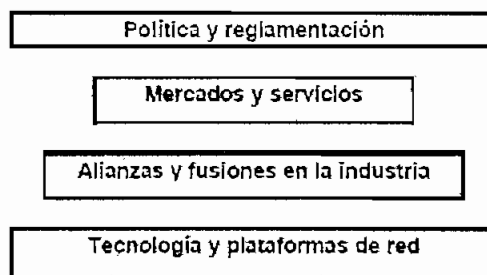 Política y reglamentación
Mercados y servicios
Alianzas y fusiones en la industria
Tecnología y plataformas de red